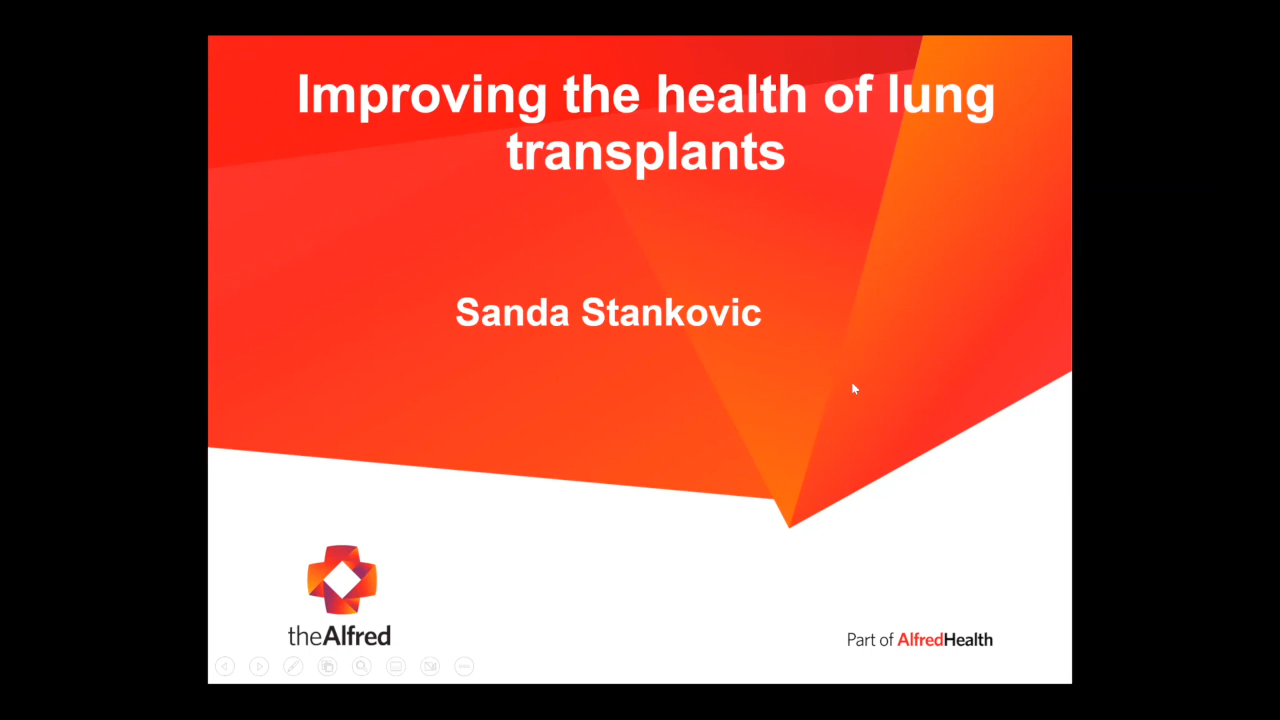 Improving the health of lung
transplants
Sanda Stankovic
theAlfred
Part of AlfredHealth